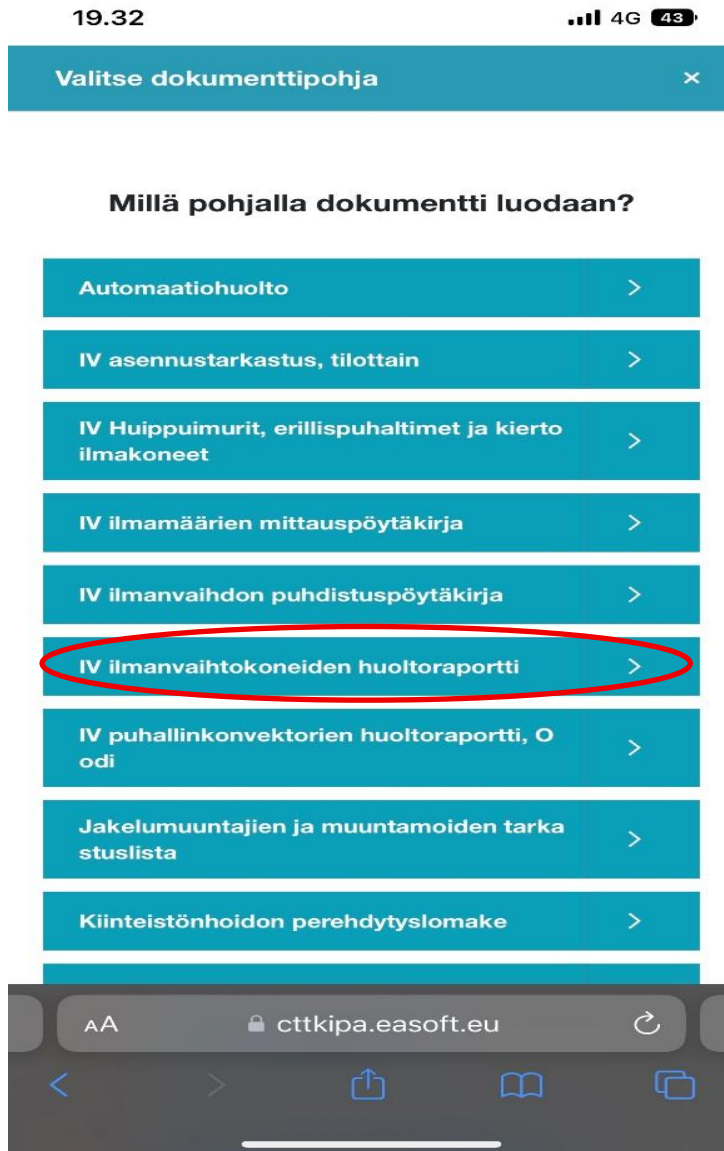 19.32
4G 43
Valitse dokumenttipohja ×
Millä pohjalla dokumentti luodaan?
Automaatiohuolto >
IV asennustarkastus, tilottain >
IV Huippuimurit, erillispuhaltimet ja kierto
ilmakoneet >
IV ilmamäärien mittauspöytäkirja >
IV ilmanvaihdon puhdistuspöytäkirja >
IV ilmanvaihtokoneiden huoltoraportti >
IV puhallinkonvektorien huoltoraportti, O
odi >
Jakelumuuntajien ja muuntamoiden tarka
stuslista >
Kiinteistönhoidon perehdytyslomake >
AA cttkipa.easoft.eu